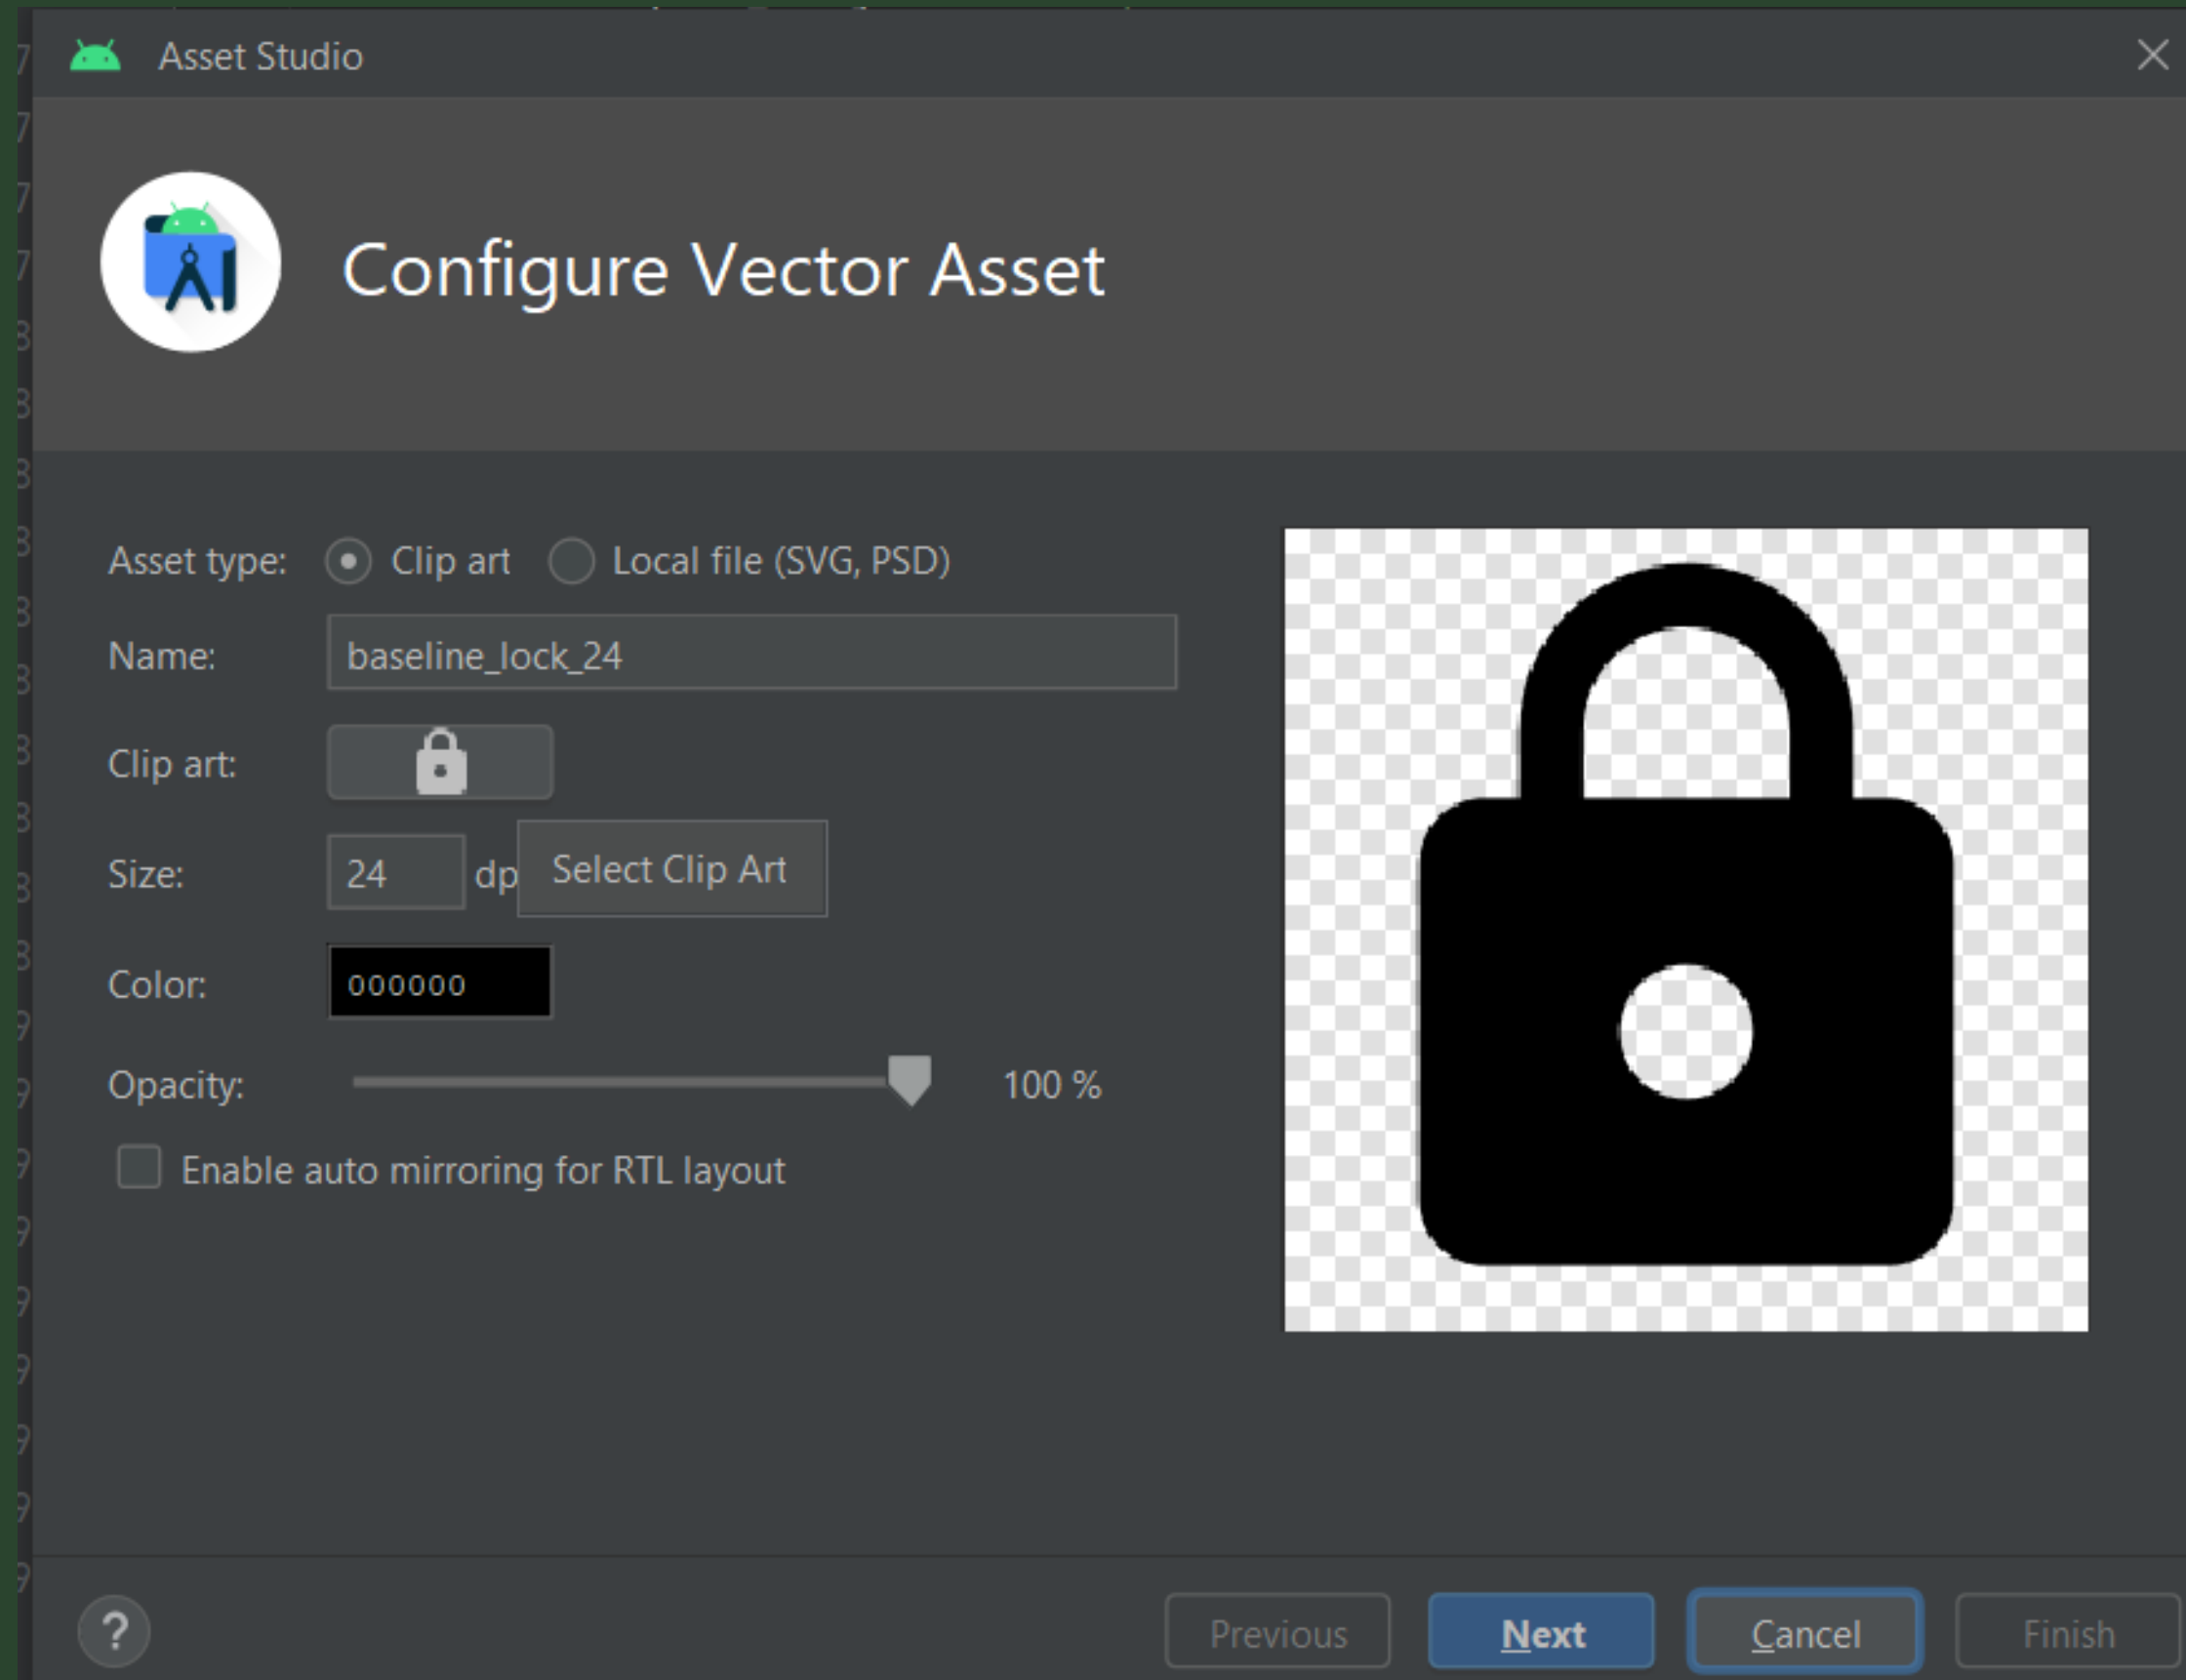 Asset Studio
Configure Vector Asset
Asset type: Clip art Local file (SVG, PSD)
Name: baseline_lock_24
Clip art:
Size: 24 dp Select Clip Art
Color: 000000
Opacity: 100 %
Enable auto mirroring for RTL layout
? Previous Next Cancel Finish